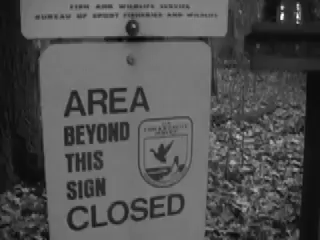 FISH AND WILDLIFE SERVICE
BUREAU OF SPORT FISHERIES AND WILDLIFE
AREA
BEYOND
THIS
SIGN
CLOSED